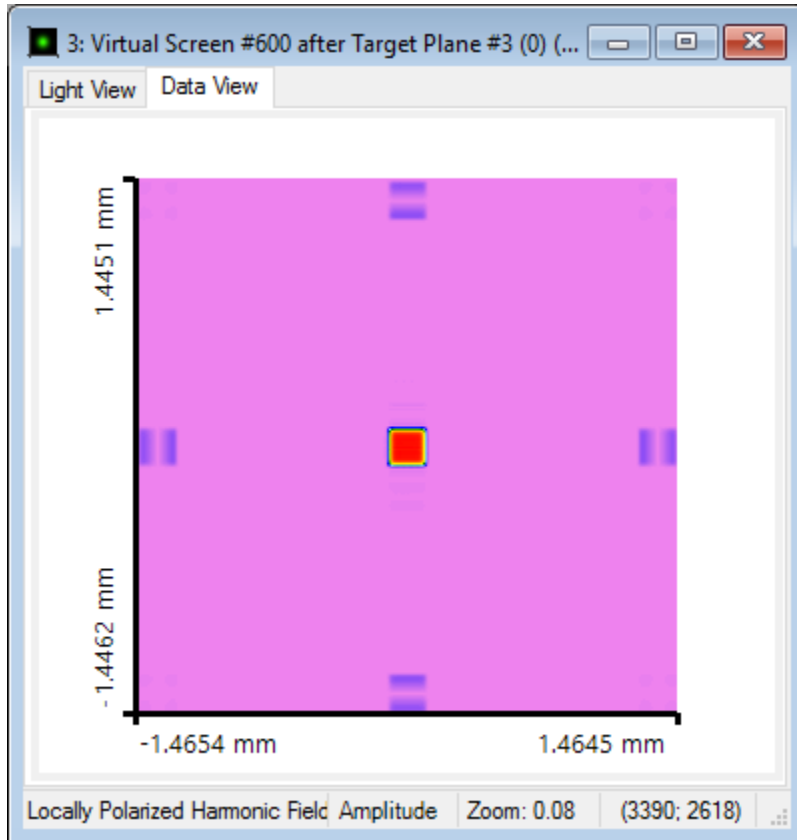 3: Virtual Screen #600 after Target Plane #3 (0) (...
Light View Data View
1.4451 mm
-1.4462 mm
-1.4654 mm 1.4645 mm
Locally Polarized Harmonic Field Amplitude Zoom: 0.08 (3390; 2618)